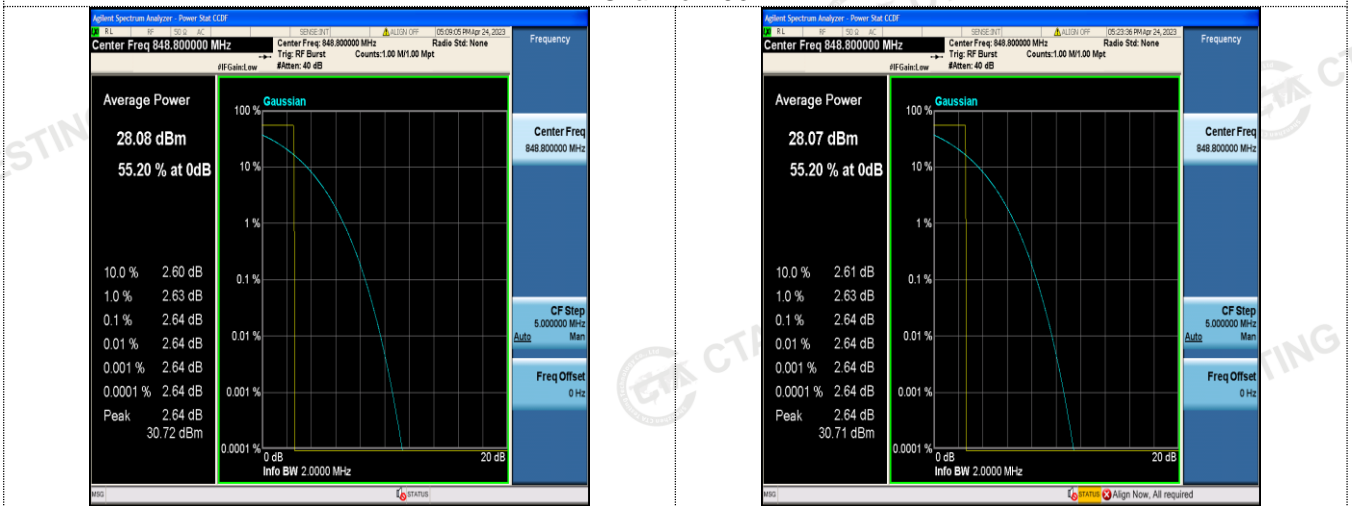 Agilent Spectrum Analyzer - Power Stat CCDF
RL RF 50 Ω AC SENSE:INT ALIGN OFF 05:09:05 PM Apr 24, 2023
Center Freq 848.800000 MHz
Center Freq: 848.800000 MHz Radio Std: None
Trig: RF Burst Counts:1.00 M/1.00 Mpt
#IFGain:Low #Atten: 40 dB
Frequency
Average Power
28.08 dBm
55.20 % at 0dB
10.0 % 2.60 dB
1.0 % 2.63 dB
0.1 % 2.64 dB
0.01 % 2.64 dB
0.001 % 2.64 dB
0.0001 % 2.64 dB
Peak 2.64 dB
30.72 dBm
Gaussian
100 %
10 %
1 %
0.1 %
0.01 %
0.001 %
0.0001 %
0 dB 20 dB
Info BW 2.0000 MHz
Center Freq
848.800000 MHz
CF Step
5.000000 MHz
Auto Man
Freq Offset
0 Hz
MSG STATUS
Agilent Spectrum Analyzer - Power Stat CCDF
RL RF 50 Ω AC SENSE:INT ALIGN OFF 05:23:36 PM Apr 24, 2023
Center Freq 848.800000 MHz
Center Freq: 848.800000 MHz Radio Std: None
Trig: RF Burst Counts:1.00 M/1.00 Mpt
#IFGain:Low #Atten: 40 dB
Frequency
Average Power
28.07 dBm
55.20 % at 0dB
10.0 % 2.61 dB
1.0 % 2.63 dB
0.1 % 2.64 dB
0.01 % 2.64 dB
0.001 % 2.64 dB
0.0001 % 2.64 dB
Peak 2.64 dB
30.71 dBm
Gaussian
100 %
10 %
1 %
0.1 %
0.01 %
0.001 %
0.0001 %
0 dB 20 dB
Info BW 2.0000 MHz
Center Freq
848.800000 MHz
CF Step
5.000000 MHz
Auto Man
Freq Offset
0 Hz
MSG STATUS Align Now, All required
CTA